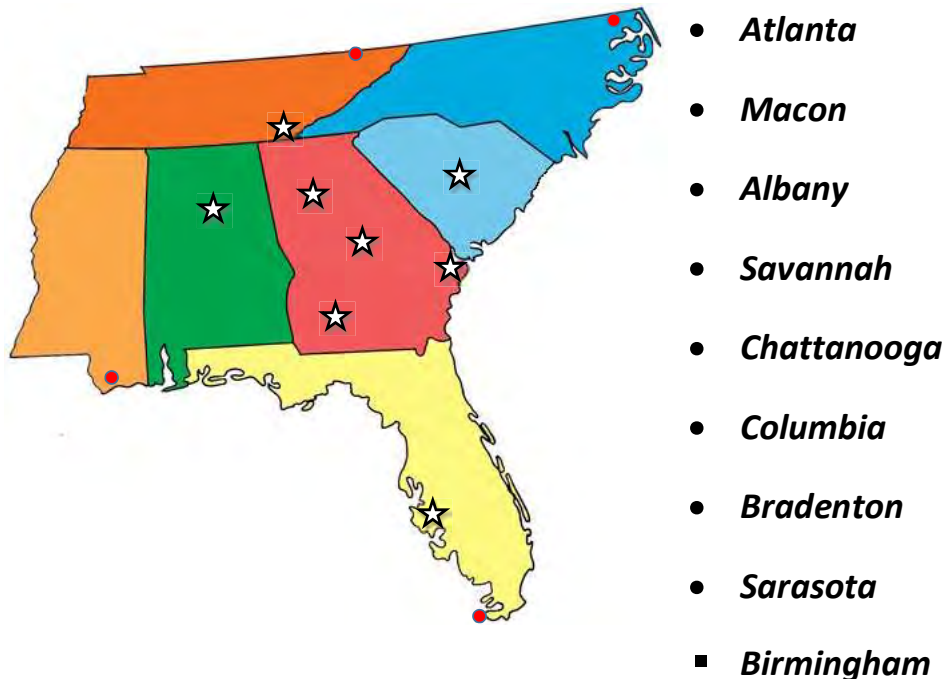 • Atlanta
• Macon
• Albany
• Savannah
• Chattanooga
• Columbia
• Bradenton
• Sarasota
▪ Birmingham